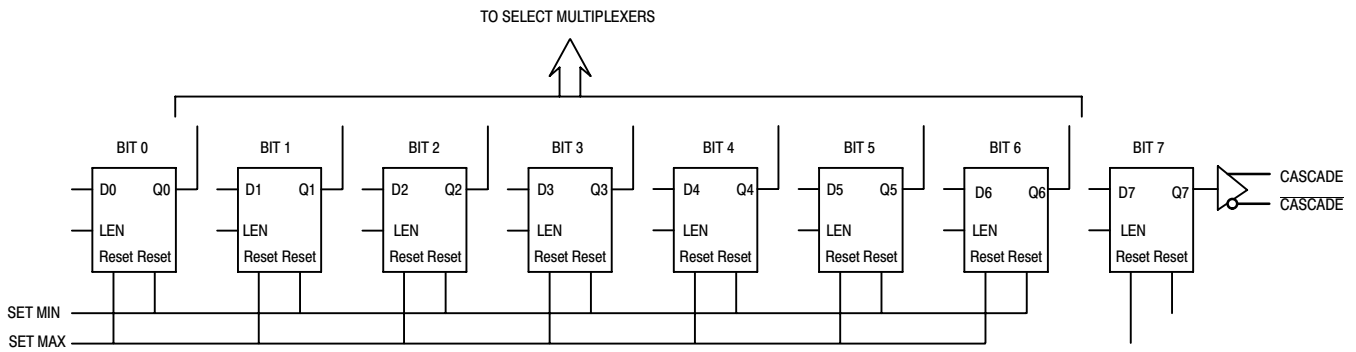 TO SELECT MULTIPLEXERS
BIT 0 BIT 1 BIT 2 BIT 3 BIT 4 BIT 5 BIT 6 BIT 7
D0 Q0 D1 Q1 D2 Q2 D3 Q3 D4 Q4 D5 Q5 D6 Q6 D7 Q7
CASCADE
CASCADE
LEN LEN LEN LEN LEN LEN LEN LEN
Reset Reset Reset Reset Reset Reset Reset Reset Reset Reset Reset Reset Reset Reset Reset Reset
SET MIN
SET MAX